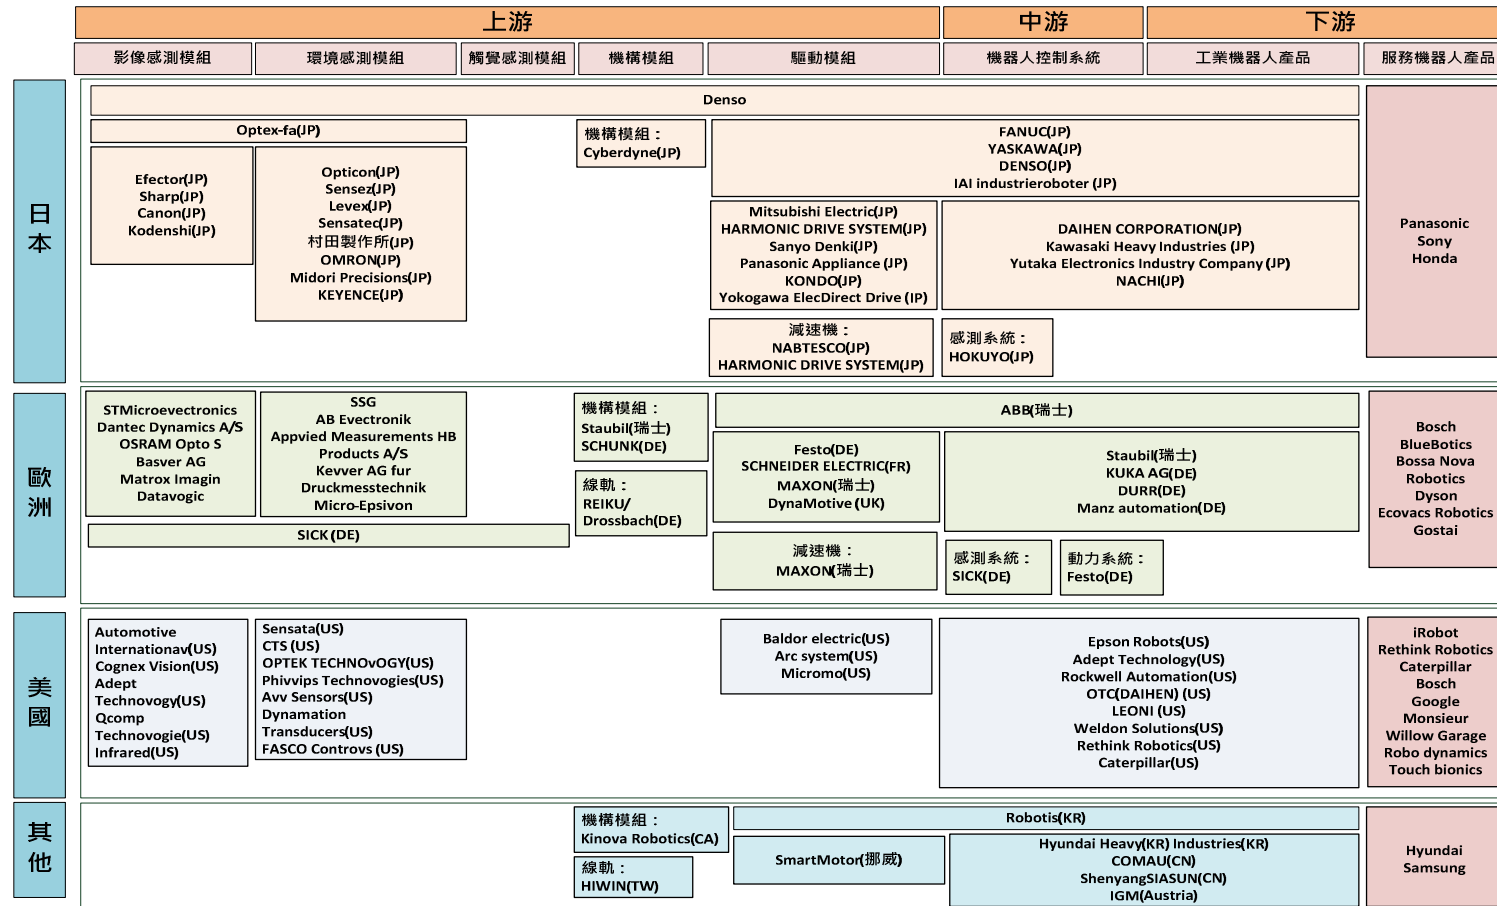 上游
中游
下游
影像感測模組
環境感測模組
觸覺感測模組
機構模組
驅動模組
機器人控制系統
工業機器人產品
服務機器人產品
日本
Denso
Optex-fa(JP)
Efector(JP)
Sharp(JP)
Canon(JP)
Kodenshi(JP)
Opticon(JP)
Sensez(JP)
Levex(JP)
Sensatec(JP)
村田製作所(JP)
OMRON(JP)
Midori Precisions(JP)
KEYENCE(JP)
機構模組：
Cyberdyne(JP)
FANUC(JP)
YASKAWA(JP)
DENSO(JP)
IAI industrieroboter (JP)
Mitsubishi Electric(JP)
HARMONIC DRIVE SYSTEM(JP)
Sanyo Denki(JP)
Panasonic Appliance (JP)
KONDO(JP)
Yokogawa ElecDirect Drive (IP)
DAIHEN CORPORATION(JP)
Kawasaki Heavy Industries (JP)
Yutaka Electronics Industry Company (JP)
NACHI(JP)
減速機：
NABTESCO(JP)
HARMONIC DRIVE SYSTEM(JP)
感測系統：
HOKUYO(JP)
Panasonic
Sony
Honda
歐洲
STMicroevectronics
Dantec Dynamics A/S
OSRAM Opto S
Basver AG
Matrox Imagin
Datavogic
SSG
AB Evectronik
Appvied Measurements HB
Products A/S
Kevver AG fur
Druckmesstechnik
Micro-Epsivon
SICK(DE)
機構模組：
Staubil(瑞士)
SCHUNK(DE)
線軌：
REIKU/
Drossbach(DE)
ABB(瑞士)
Festo(DE)
SCHNEIDER ELECTRIC(FR)
MAXON(瑞士)
DynaMotive (UK)
Staubil(瑞士)
KUKA AG(DE)
DURR(DE)
Manz automation(DE)
減速機：
MAXON(瑞士)
感測系統：
SICK(DE)
動力系統：
Festo(DE)
Bosch
BlueBotics
Bossa Nova
Robotics
Dyson
Ecovacs Robotics
Gostai
美國
Automotive
Internationav(US)
Cognex Vision(US)
Adept
Technovogy(US)
Qcomp
Technovogie(US)
Infrared(US)
Sensata(US)
CTS (US)
OPTEK TECHNOvOGY(US)
Phivvips Technovogies(US)
Avv Sensors(US)
Dynamation
Transducers(US)
FASCO Controvs (US)
Baldor electric(US)
Arc system(US)
Micromo(US)
Epson Robots(US)
Adept Technology(US)
Rockwell Automation(US)
OTC(DAIHEN) (US)
LEONI (US)
Weldon Solutions(US)
Rethink Robotics(US)
Caterpillar(US)
iRobot
Rethink Robotics
Caterpillar
Bosch
Google
Monsieur
Willow Garage
Robo dynamics
Touch bionics
其他
機構模組：
Kinova Robotics(CA)
線軌：
HIWIN(TW)
Robotis(KR)
SmartMotor(挪威)
Hyundai Heavy(KR) Industries(KR)
COMAU(CN)
ShenyangSIASUN(CN)
IGM(Austria)
Hyundai
Samsung